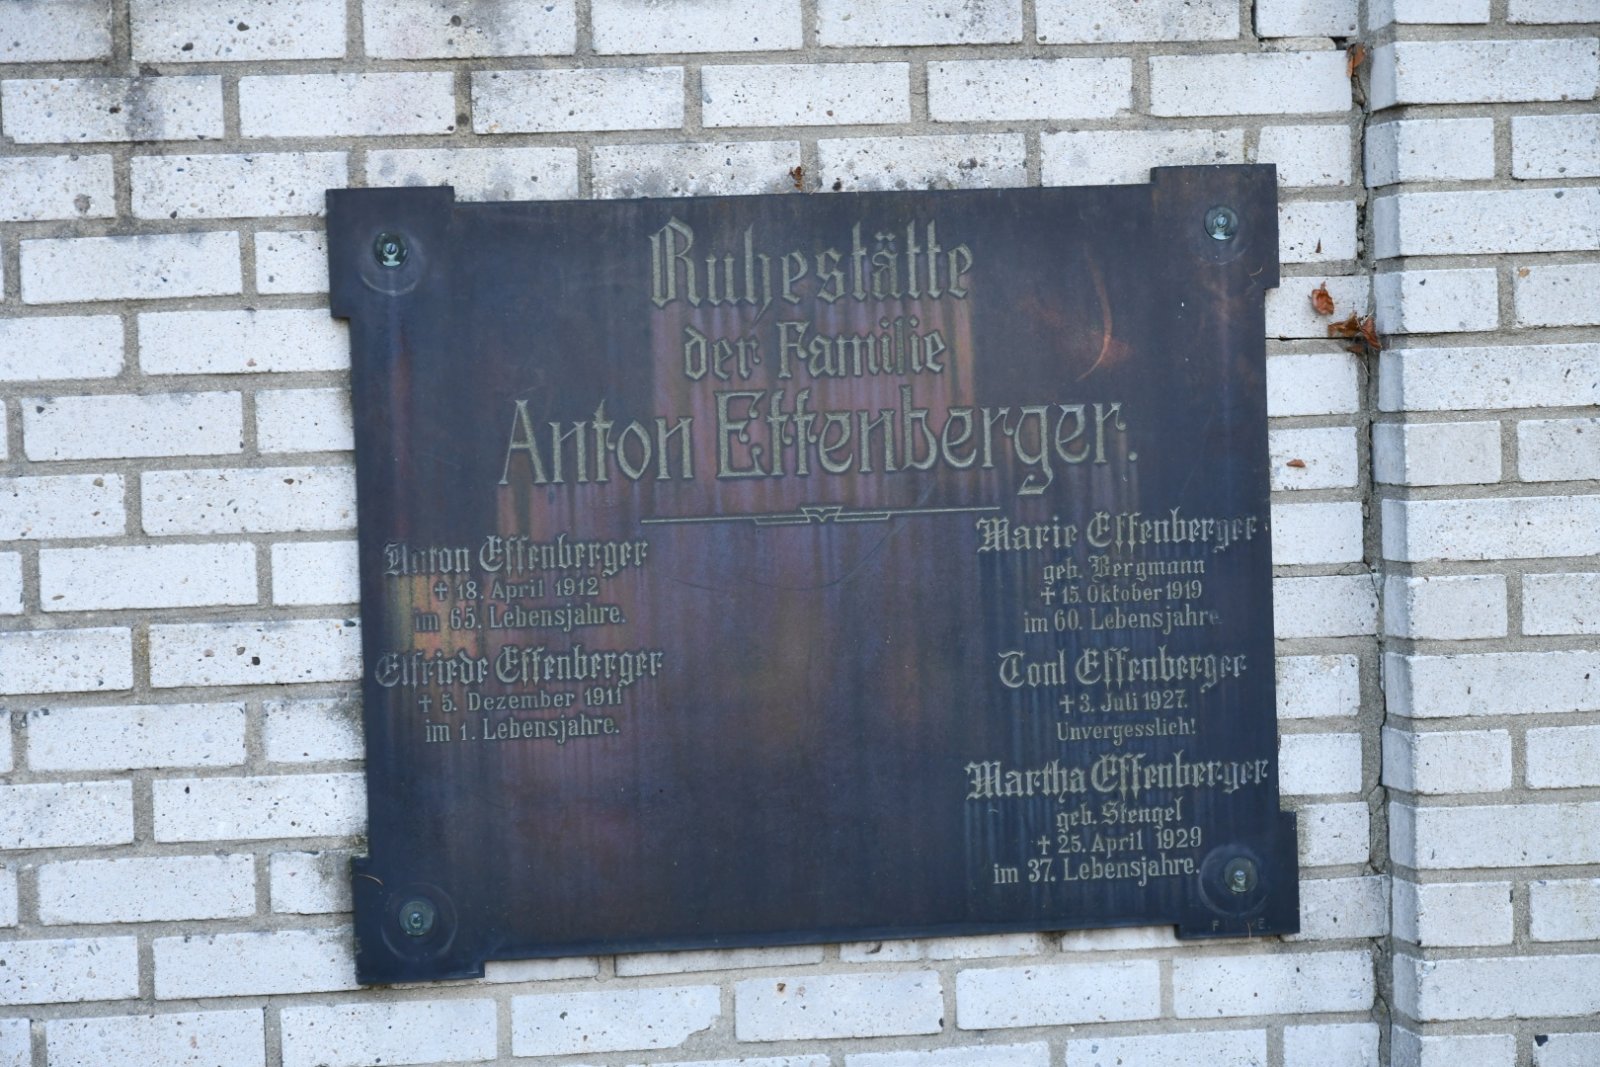 Ruhestätte
der Familie
Anton Effenberger.
Anton Effenberger
† 18. April 1912
im 65. Lebensjahre.
Elfriede Effenberger
† 5. Dezember 1911
im 1. Lebensjahre.
Marie Effenberger
geb. Bergmann
† 15. Oktober 1919
im 60. Lebensjahre.
Toni Effenberger
† 3. Juli 1927.
Unvergesslich!
Martha Effenberger
geb. Stengel
† 25. April 1929
im 37. Lebensjahre.